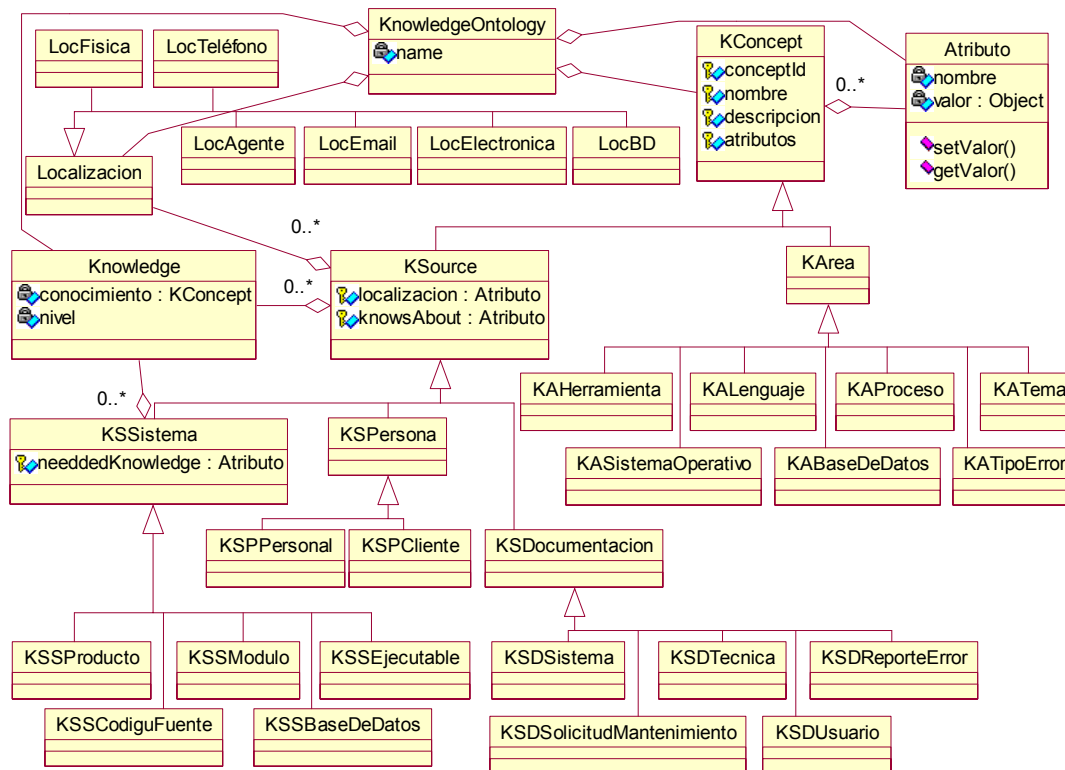 KnowledgeOntology
name
LocFisica
LocTeléfono
KConcept
conceptId
nombre
descripcion
atributos
0..*
Atributo
nombre
valor : Object
setValor()
getValor()
LocAgente
LocEmail
LocElectronica
LocBD
Localizacion
0..*
Knowledge
conocimiento : KConcept
nivel
0..*
KSource
localizacion : Atributo
knowsAbout : Atributo
KArea
KAHerramienta
KALenguaje
KAProceso
KATema
KASistemaOperativo
KABaseDeDatos
KATipoError
0..*
KSSistema
needdedKnowledge : Atributo
KSPersona
KSPPersonal
KSPCliente
KSDocumentacion
KSSProducto
KSSModulo
KSSEjecutable
KSSCodiguFuente
KSSBaseDeDatos
KSDSistema
KSDTecnica
KSDReporteError
KSDSolicitudMantenimiento
KSDUsuario